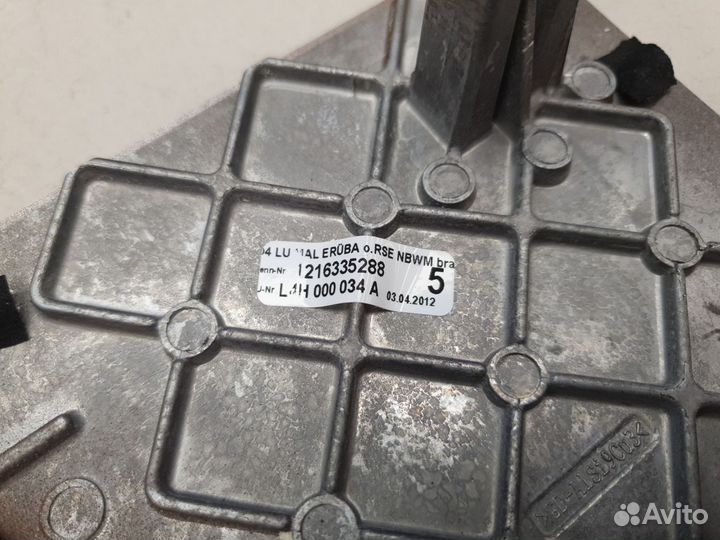 04 LU MAL ERÜBA o.RSE NBWM bra
enn-Nr 1216335288 5
J-Nr L4H 000 034 A 03.04.2012
Avito